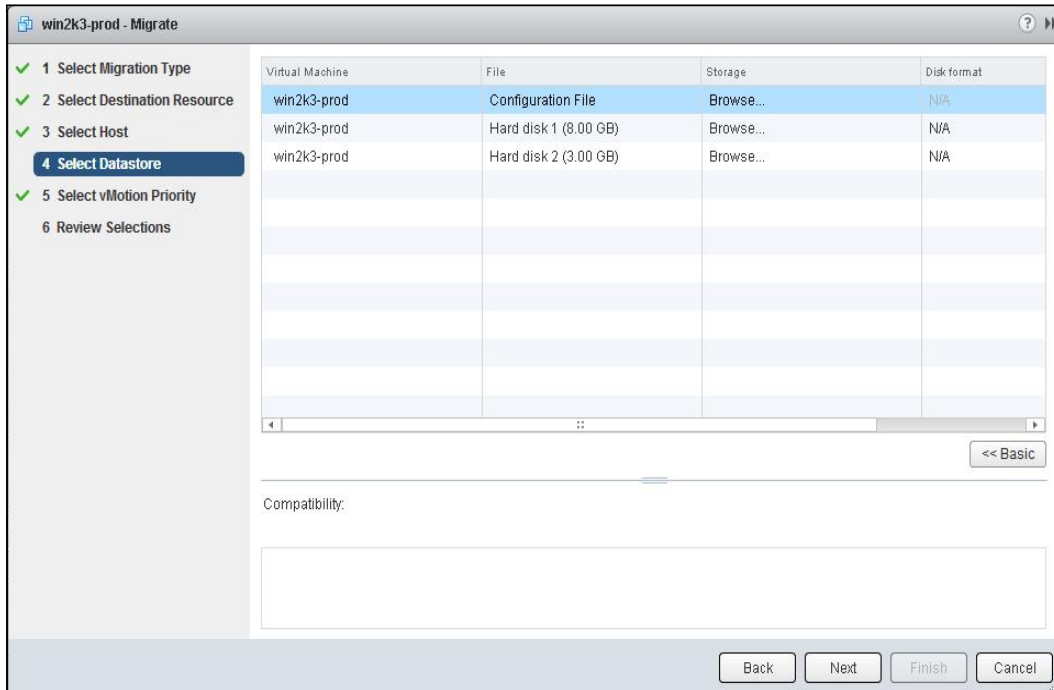 win2k3-prod - Migrate
1 Select Migration Type
2 Select Destination Resource
3 Select Host
4 Select Datastore
5 Select vMotion Priority
6 Review Selections
Virtual Machine File Storage Disk format
win2k3-prod Configuration File Browse... N/A
win2k3-prod Hard disk 1 (8.00 GB) Browse... N/A
win2k3-prod Hard disk 2 (3.00 GB) Browse... N/A
<< Basic
Compatibility:
Back Next Finish Cancel